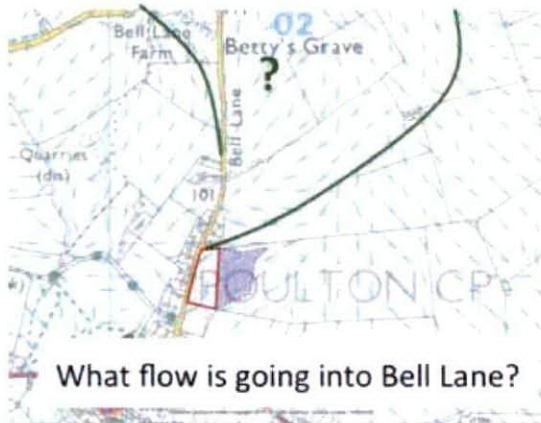 02
Bell Lane
Farm
Betty's Grave
?
Bell Lane
Quarries
(dis)
101
POULTON CP
What flow is going into Bell Lane?